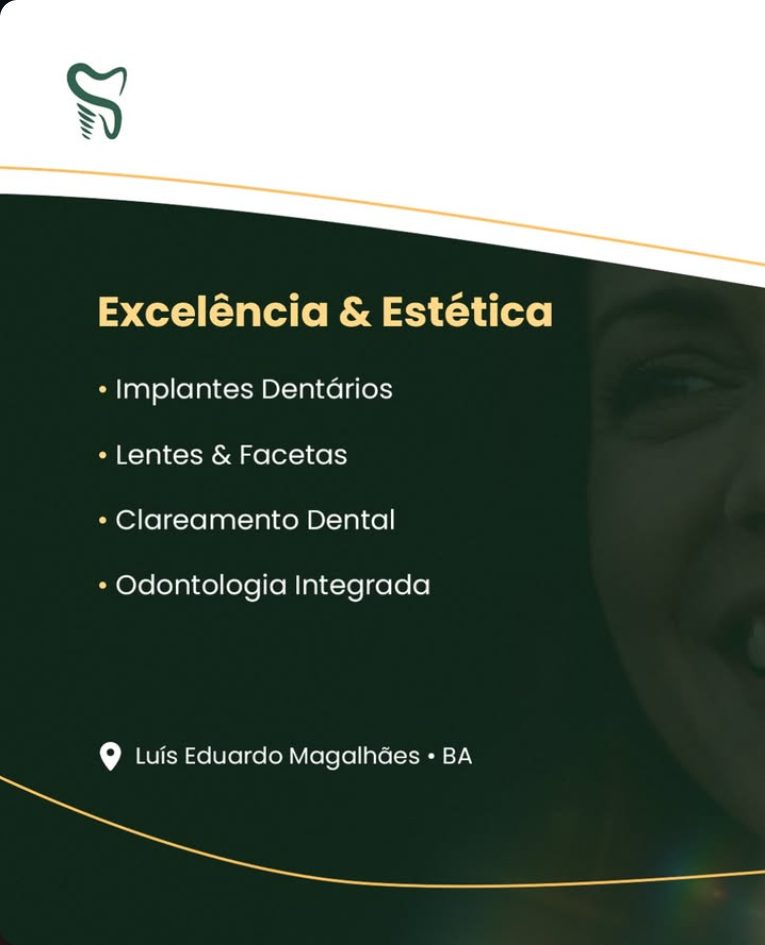 Excelência & Estética
• Implantes Dentários
• Lentes & Facetas
• Clareamento Dental
• Odontologia Integrada
Luís Eduardo Magalhães • BA